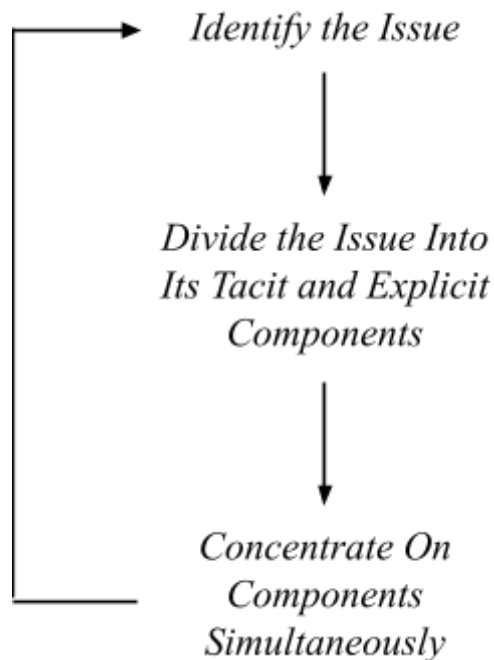 Identify the Issue
Divide the Issue Into
Its Tacit and Explicit
Components
Concentrate On
Components
Simultaneously